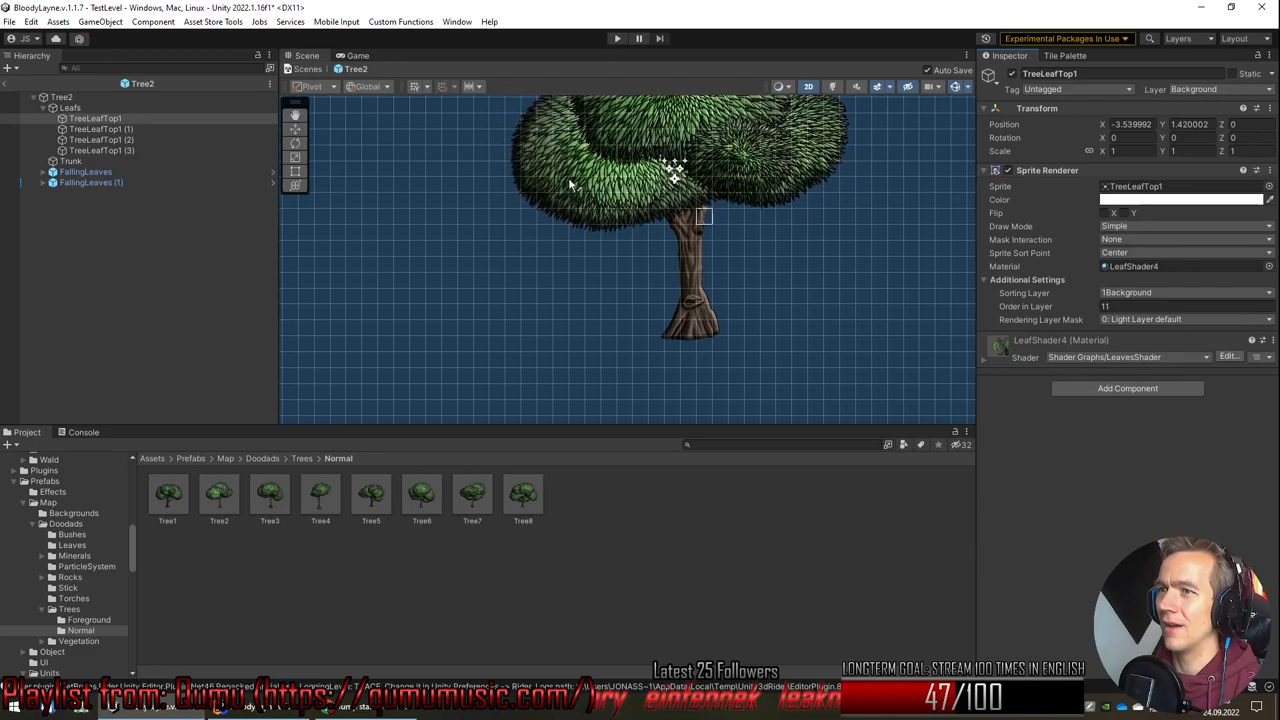 BloodyLayne.v.1.1.7 - TestLevel - Windows, Mac, Linux - Unity 2022.1.16f1* <DX11>
File Edit Assets GameObject Component Asset Store Tools Jobs Services Mobile Input Custom Functions Window Help
JS Experimental Packages In Use Layers Layout
Hierarchy Scene Game Inspector Tile Palette
All Scenes Tree2 Auto Save TreeLeafTop1 Static
Tree2 Pivot Global 2D Tag Untagged Layer Background
Tree2
Leafs
TreeLeafTop1
TreeLeafTop1 (1)
TreeLeafTop1 (2)
TreeLeafTop1 (3)
Trunk
FallingLeaves
FallingLeaves (1)
Transform
Position X -3.539992 Y 1.420002 Z 0
Rotation X 0 Y 0 Z 0
Scale X 1 Y 1 Z 1
Sprite Renderer
Sprite TreeLeafTop1
Color
Flip X Y
Draw Mode Simple
Mask Interaction None
Sprite Sort Point Center
Material LeafShader4
Additional Settings
Sorting Layer 1Background
Order in Layer 11
Rendering Layer Mask 0: Light Layer default
LeafShader4 (Material)
Shader Shader Graphs/LeavesShader Edit...
Add Component
Project Console
32
Assets > Prefabs > Map > Doodads > Trees > Normal
Wald
Plugins
Prefabs
Effects
Map
Backgrounds
Doodads
Bushes
Leaves
Minerals
ParticleSystem
Rocks
Stick
Torches
Trees
Foreground
Normal
Vegetation
Object
UI
Units
Tree1 Tree2 Tree3 Tree4 Tree5 Tree6 Tree7 Tree8
Latest 25 Followers
LONGTERM GOAL - STREAM 100 TIMES IN ENGLISH
Playlist from: Qumu (https://qumumusic.com/)
47/100
24.09.2022